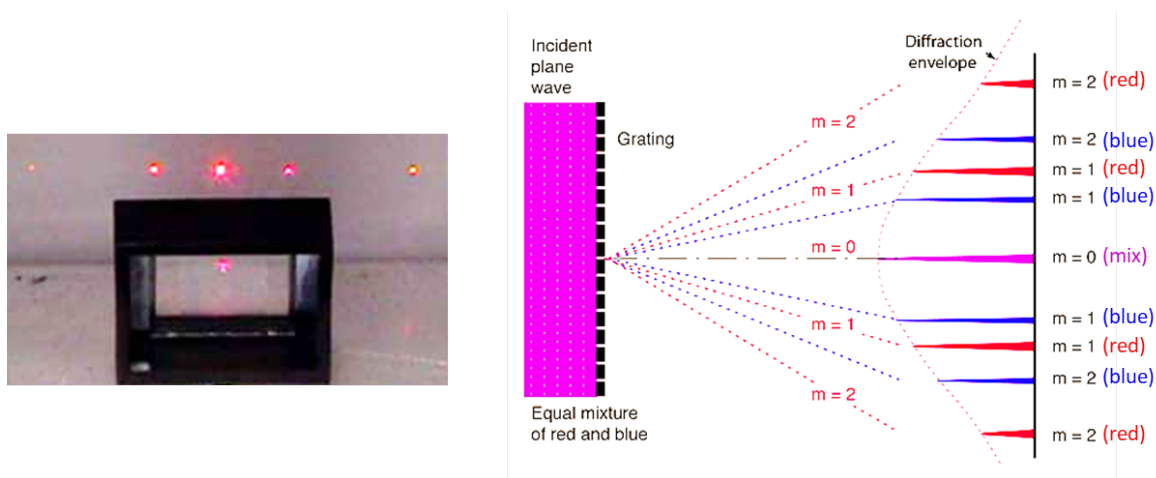 Incident
plane
wave
Grating
Equal mixture
of red and blue
m = 2
m = 1
m = 0
m = 1
m = 2
Diffraction
envelope
m = 2 (red)
m = 2 (blue)
m = 1 (red)
m = 1 (blue)
m = 0 (mix)
m = 1 (blue)
m = 1 (red)
m = 2 (blue)
m = 2 (red)